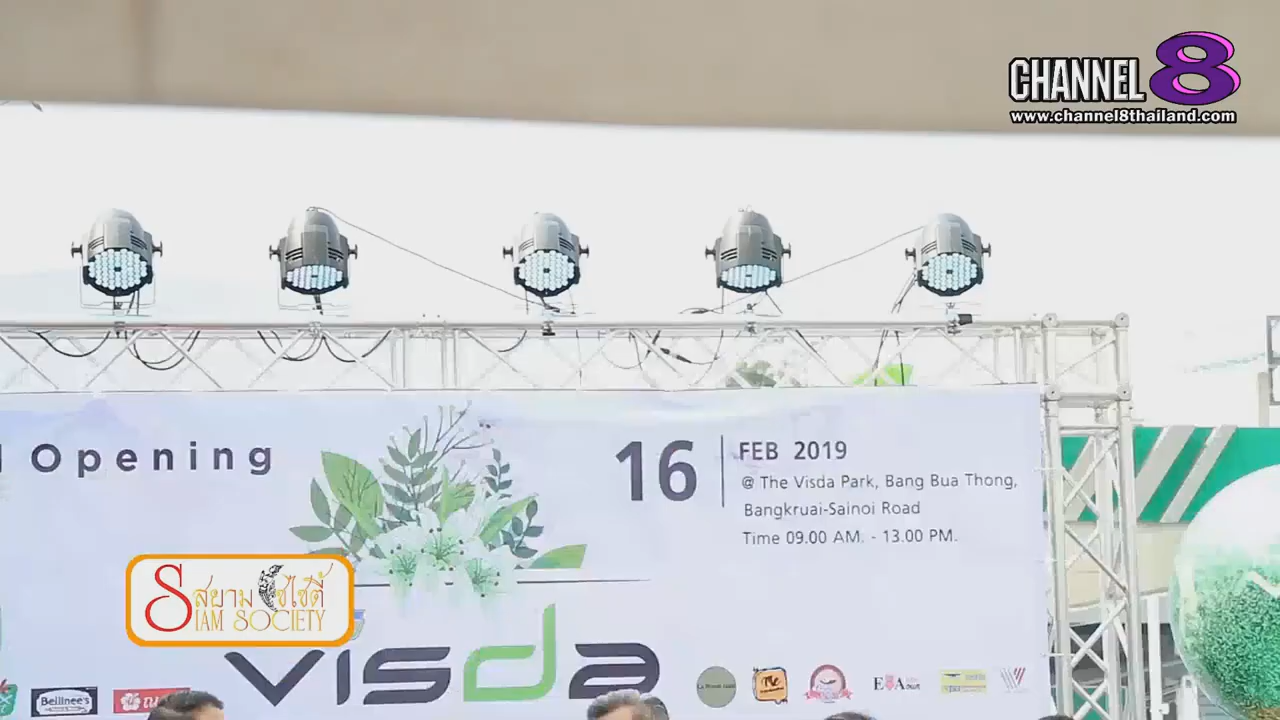 CHANNEL 8
www.channel8thailand.com
Opening
16
FEB 2019
@ The Visda Park, Bang Bua Thong,
Bangkruai-Sainoi Road
Time 09.00 AM. - 13.00 PM.
สยามโซไซตี้
SIAM SOCIETY
visda
Bellinee's